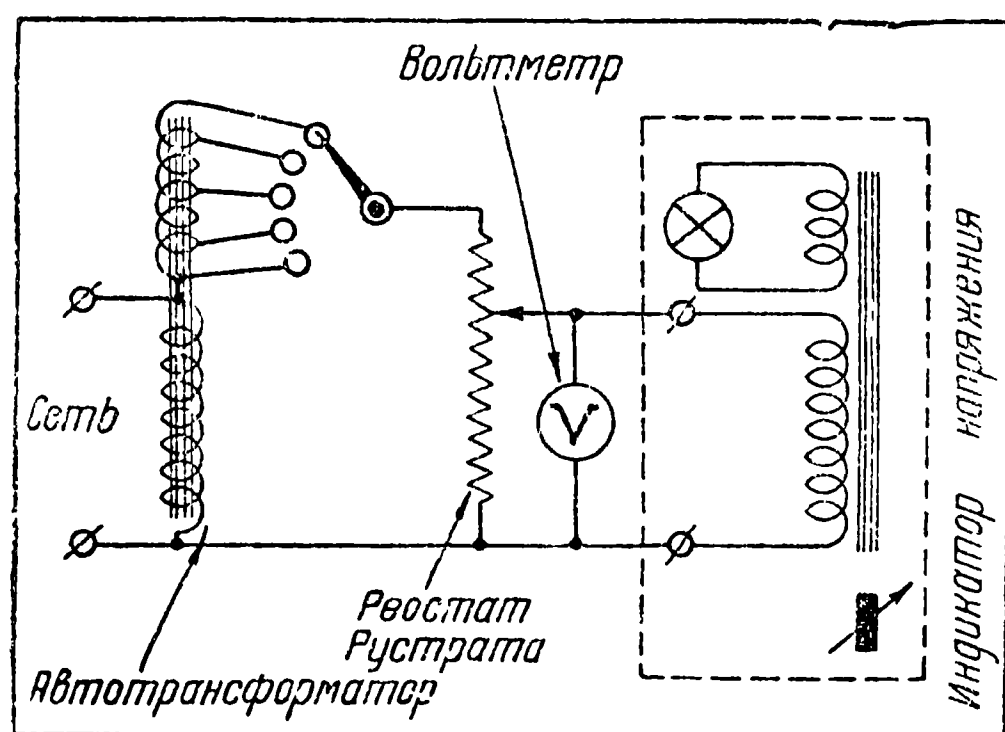 Вольтметр
Сеть
V
Реостат
Рустрата
Автотрансформатор
Индикатор напряжения